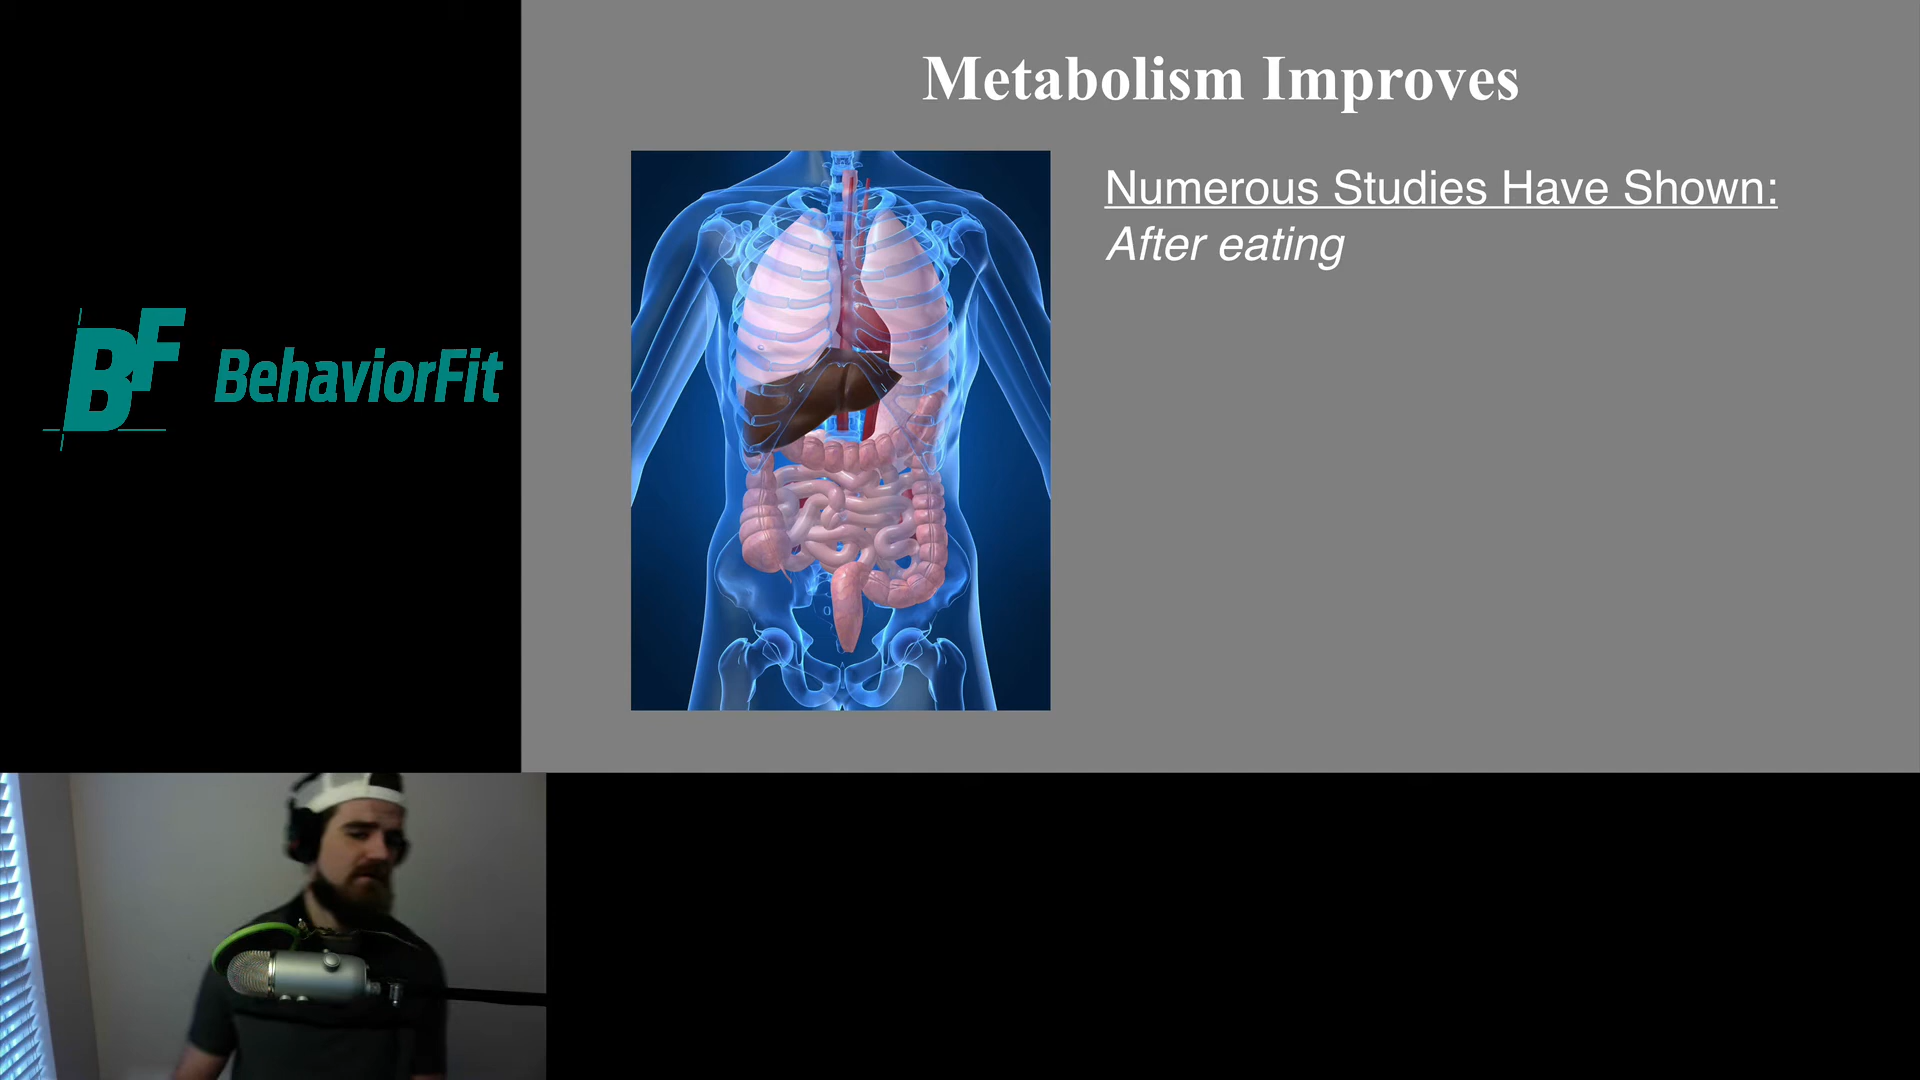 Metabolism Improves
Numerous Studies Have Shown:
After eating
BF BehaviorFit